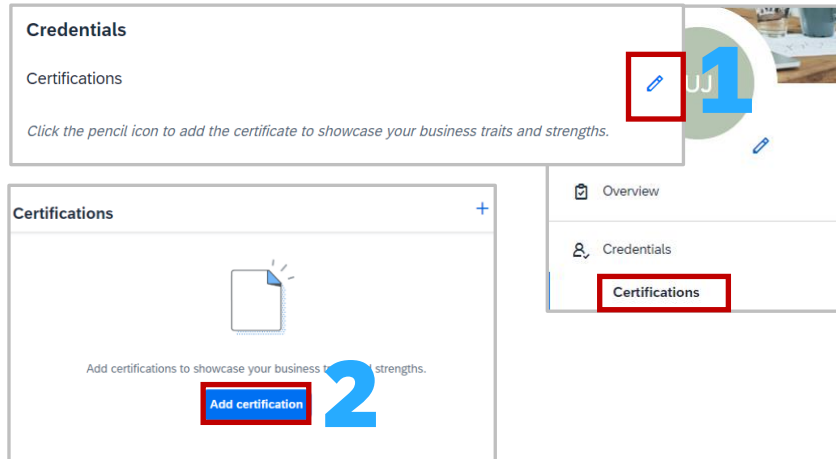 Credentials
Certifications
Click the pencil icon to add the certificate to showcase your business traits and strengths.
1
UJ
Overview
Credentials
Certifications
Certifications
+
Add certifications to showcase your business strengths.
Add certification
2